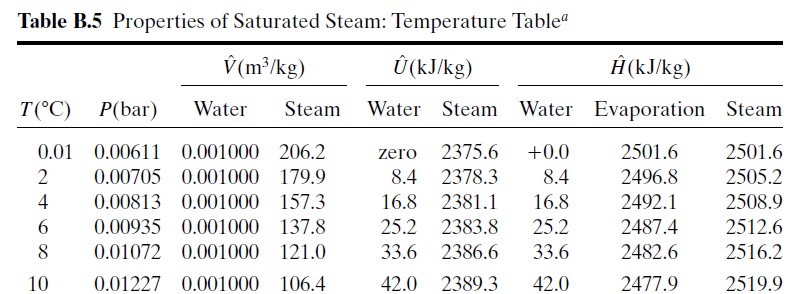 Table B.5 Properties of Saturated Steam: Temperature Tableᵃ
V̂(m³/kg) Û(kJ/kg) Ĥ(kJ/kg)
T(°C) P(bar) Water Steam Water Steam Water Evaporation Steam
0.01 0.00611 0.001000 206.2 zero 2375.6 +0.0 2501.6 2501.6
2 0.00705 0.001000 179.9 8.4 2378.3 8.4 2496.8 2505.2
4 0.00813 0.001000 157.3 16.8 2381.1 16.8 2492.1 2508.9
6 0.00935 0.001000 137.8 25.2 2383.8 25.2 2487.4 2512.6
8 0.01072 0.001000 121.0 33.6 2386.6 33.6 2482.6 2516.2
10 0.01227 0.001000 106.4 42.0 2389.3 42.0 2477.9 2519.9